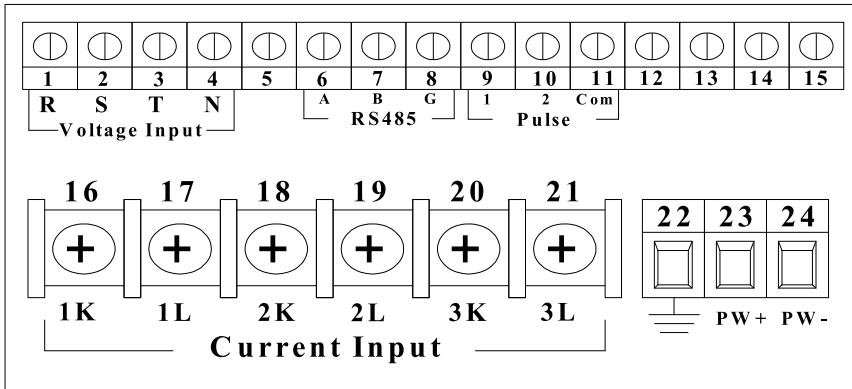 1 2 3 4 5 6 7 8 9 10 11 12 13 14 15
R S T N A B G 1 2 Com
Voltage Input RS485 Pulse
16 17 18 19 20 21
22 23 24
1K 1L 2K 2L 3K 3L
PW+ PW-
Current Input